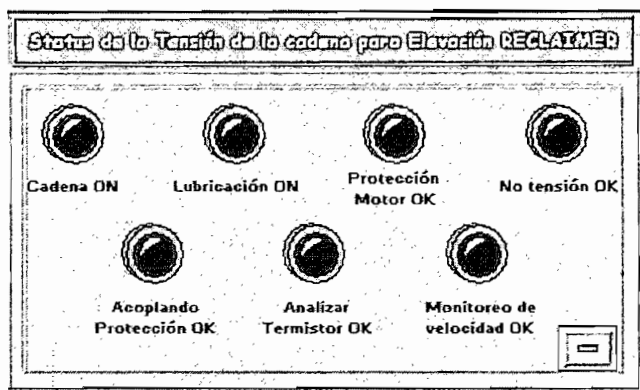 Status de la Tensión de la cadena para Elevación RECLAIMER
Cadena ON
Lubricación ON
Protección
Motor OK
No tensión OK
Acoplando
Protección OK
Analizar
Termistor OK
Monitoreo de
velocidad OK